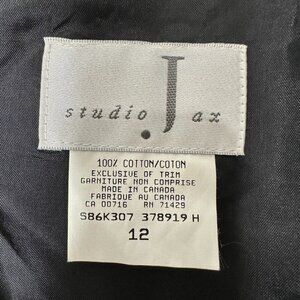 studio Jax
100% COTTON/COTON
EXCLUSIVE OF TRIM
GARNITURE NON COMPRISE
MADE IN CANADA
FABRIQUE AU CANADA
CA 00716 RN 71429
S86K307 378919 H
12